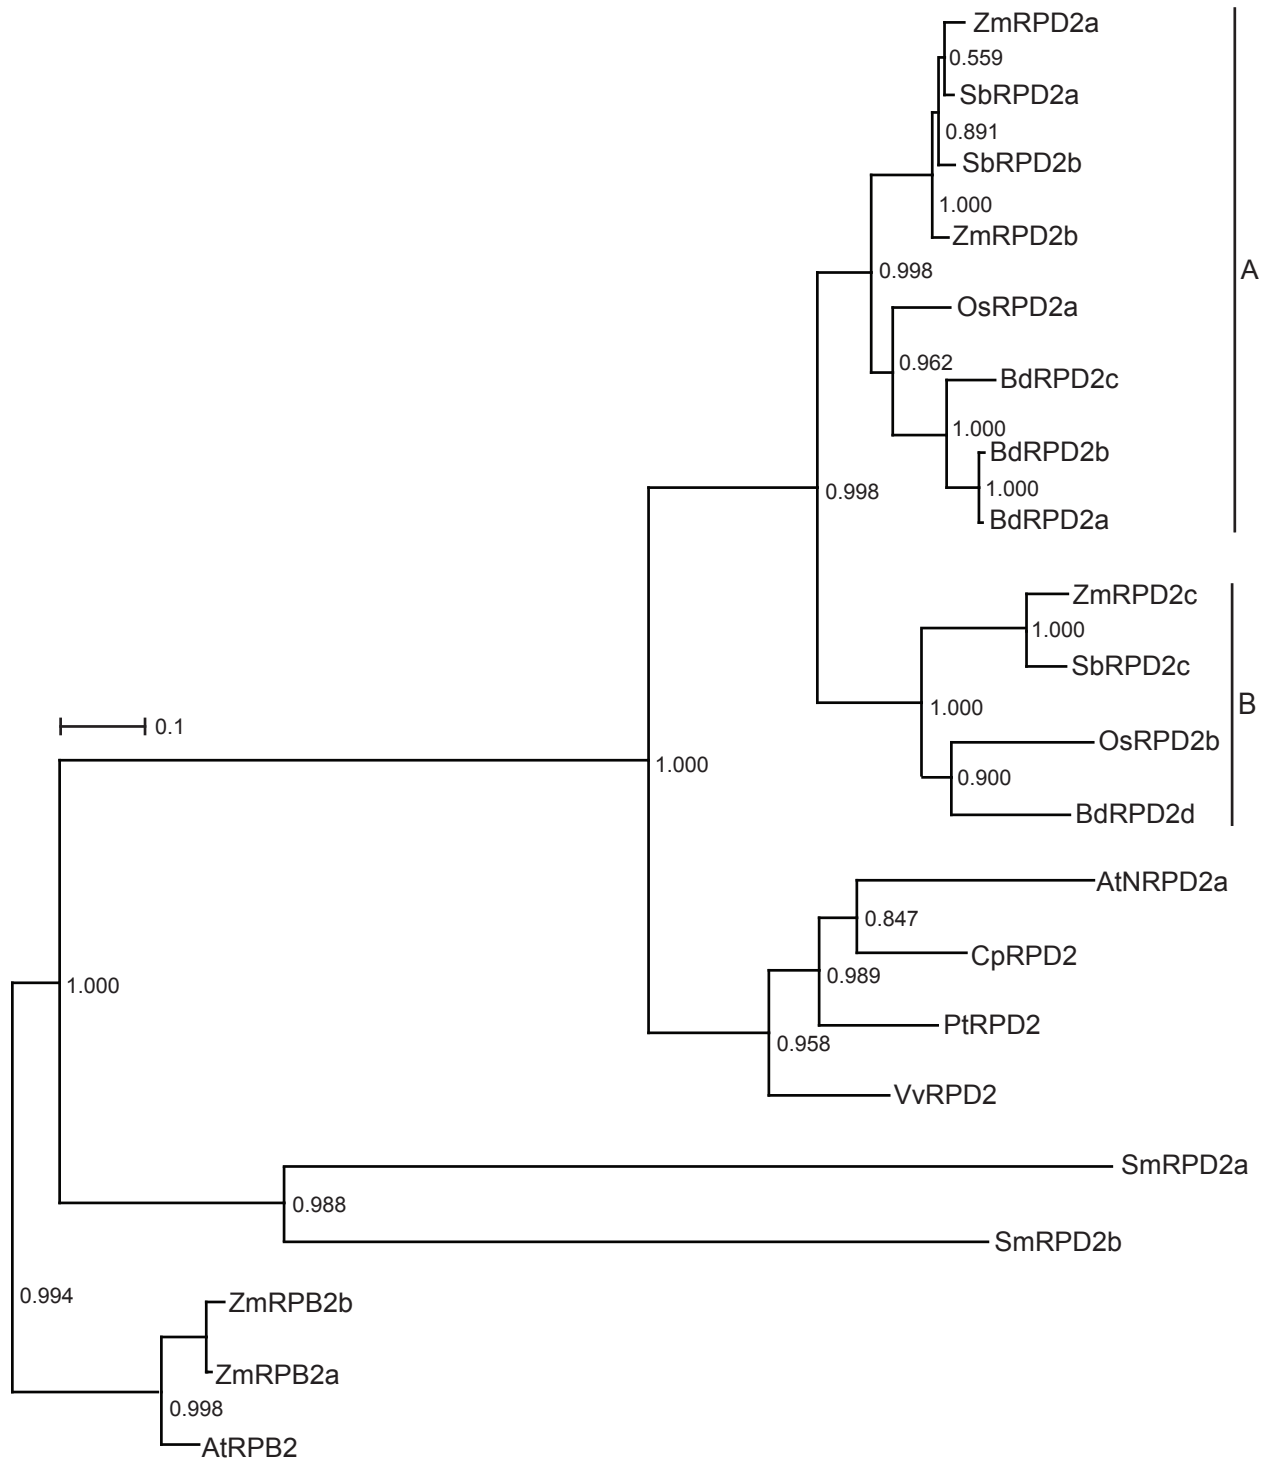 ZmRPD2a
0.559
SbRPD2a
0.891
SbRPD2b
1.000
ZmRPD2b
0.998
A
OsRPD2a
0.962
BdRPD2c
1.000
BdRPD2b
1.000
0.998
BdRPD2a
ZmRPD2c
1.000
SbRPD2c
1.000
B
0.1
OsRPD2b
1.000
0.900
BdRPD2d
AtNRPD2a
0.847
CpRPD2
0.989
1.000
PtRPD2
0.958
VvRPD2
SmRPD2a
0.988
SmRPD2b
0.994
ZmRPB2b
ZmRPB2a
0.998
AtRPB2